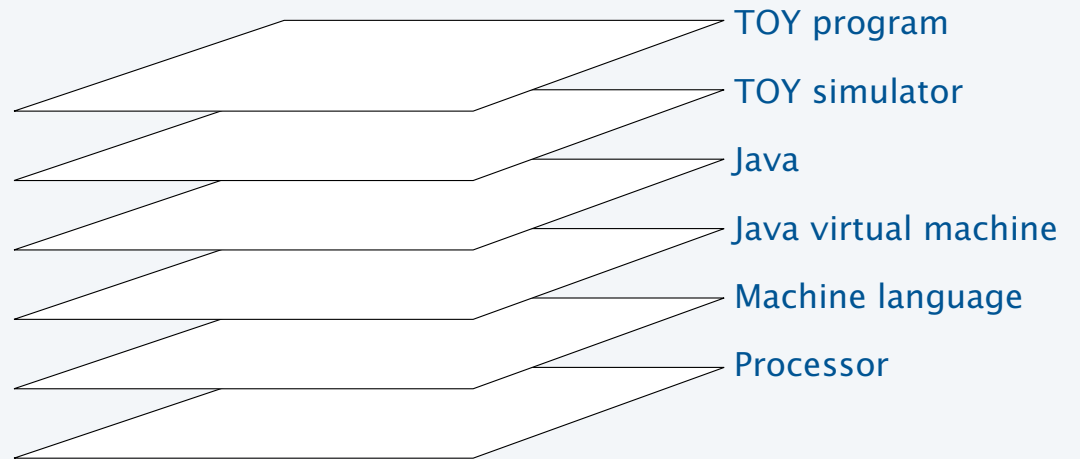 TOY program
TOY simulator
Java
Java virtual machine
Machine language
Processor